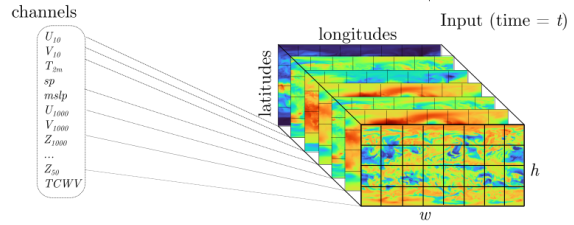 channels
Input (time = t)
longitudes
latitudes
U10
V10
T2m
sp
mslp
U1000
V1000
Z1000
...
Z50
TCWV
h
w